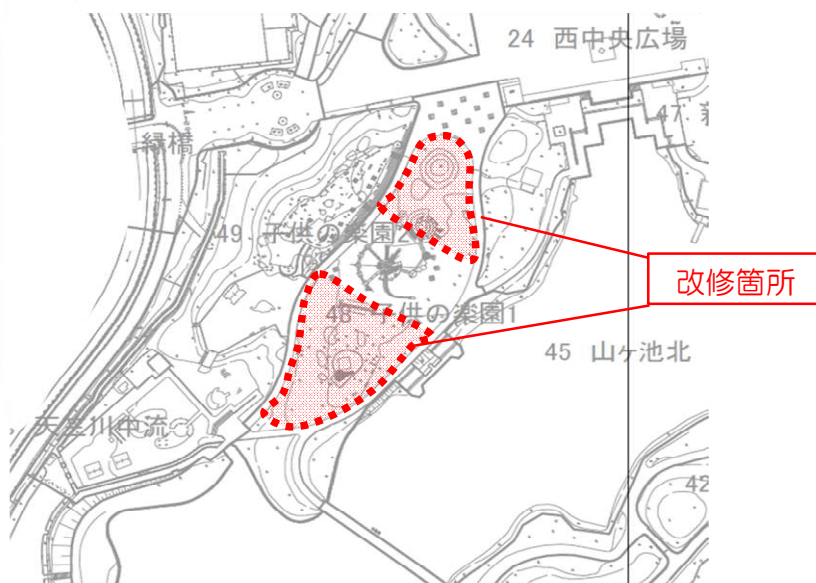 24 西中央広場
47
緑橋
49 子供の楽園2
改修箇所
48 子供の楽園1
45 山ヶ池北
天竺川中流
42